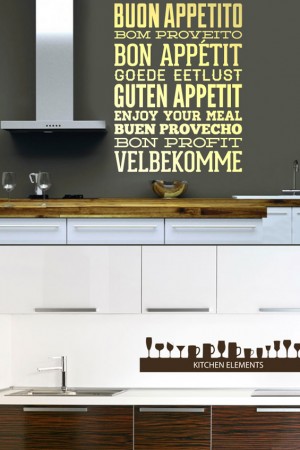 BUON APPETITO
BOM PROVEITO
BON APPÉTIT
GOEDE EETLUST
GUTEN APPETIT
ENJOY YOUR MEAL
BUEN PROVECHO
BON PROFIT
VELBEKOMME
KITCHEN ELEMENTS